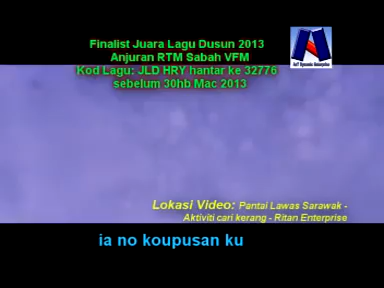 Finalist Juara Lagu Dusun 2013
Anjuran RTM Sabah VFM
Kod Lagu: JLD HRY hantar ke 32776
sebelum 30hb Mac 2013
Lokasi Video: Pantai Lawas Sarawak -
Aktiviti cari kerang - Ritan Enterprise
ia no koupusan ku